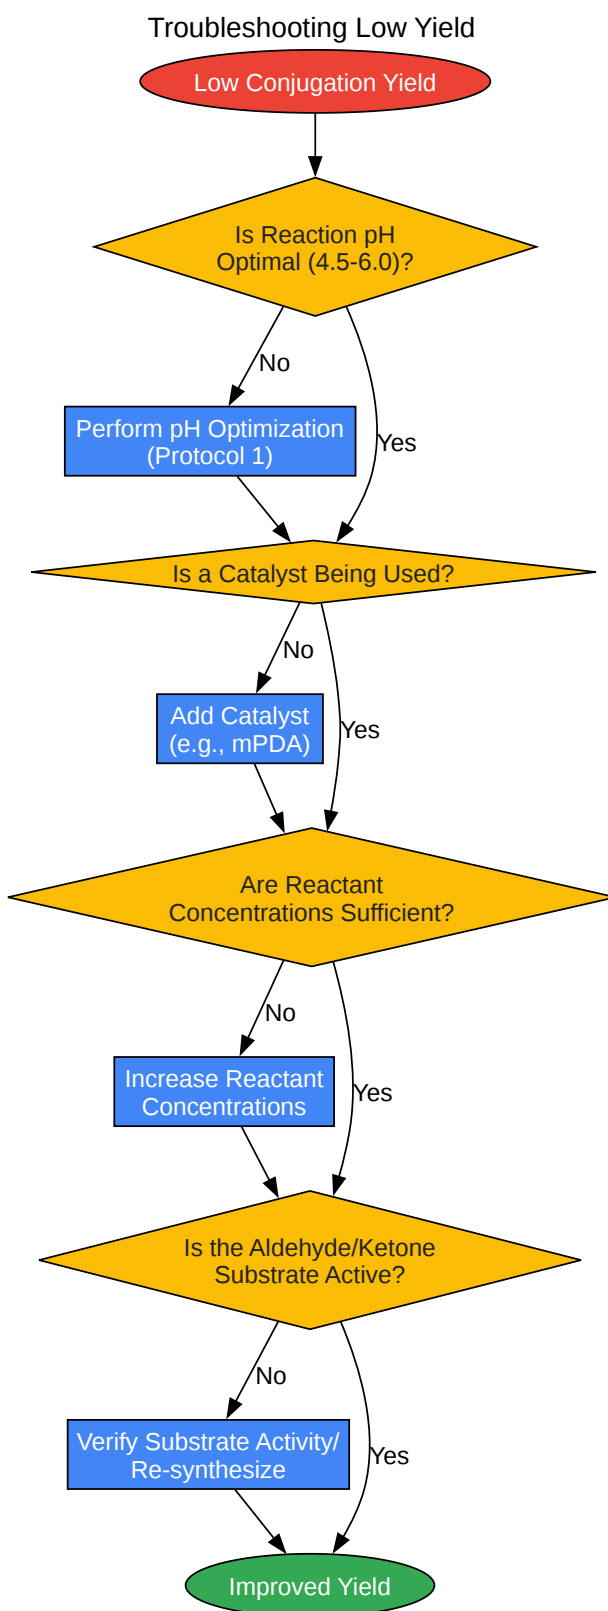 Troubleshooting Low Yield
Low Conjugation Yield
Is Reaction pH
Optimal (4.5-6.0)?
No
Perform pH Optimization
(Protocol 1)
Yes
Is a Catalyst Being Used?
No
Add Catalyst
(e.g., mPDA)
Yes
Are Reactant
Concentrations Sufficient?
No
Increase Reactant
Concentrations
Yes
Is the Aldehyde/Ketone
Substrate Active?
No
Verify Substrate Activity/
Re-synthesize
Yes
Improved Yield